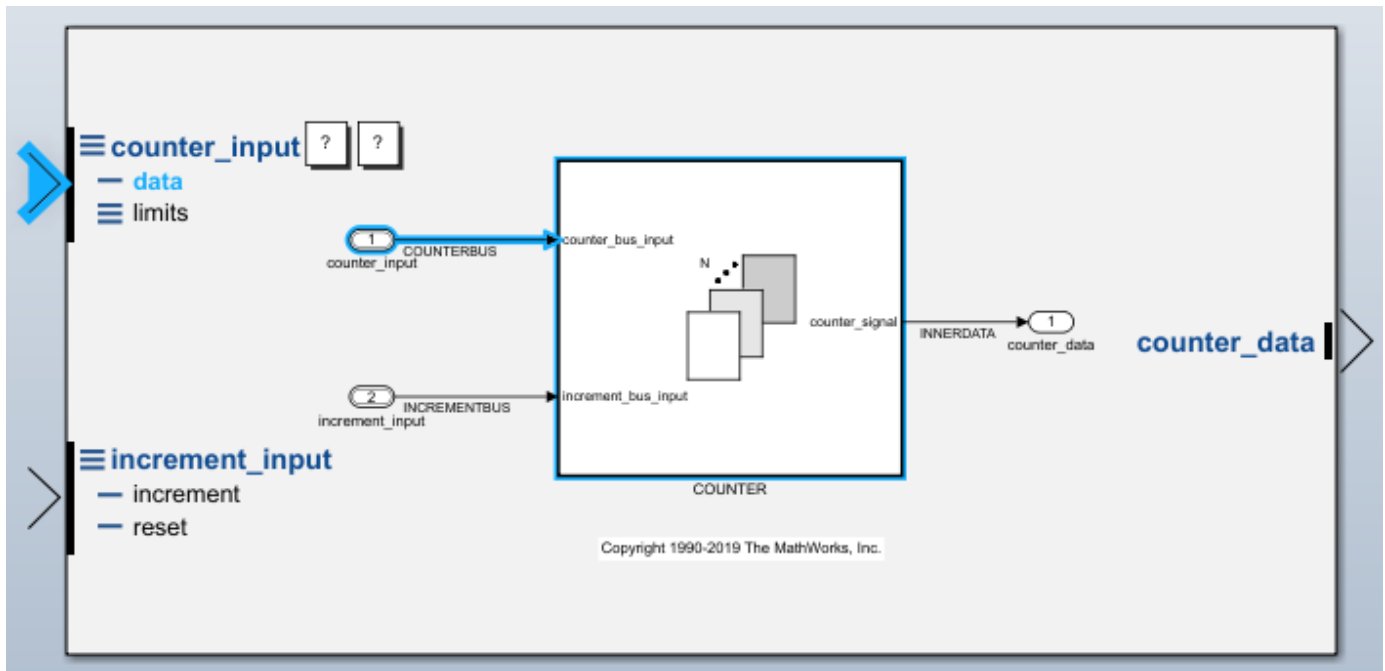 counter_input ? ?
data
limits
1
COUNTERBUS
counter_input
counter_bus_input
N
counter_signal
INNERDATA
1
counter_data
counter_data
2
INCREMENTBUS
increment_input
increment_bus_input
increment_input
increment
reset
COUNTER
Copyright 1990-2019 The MathWorks, Inc.